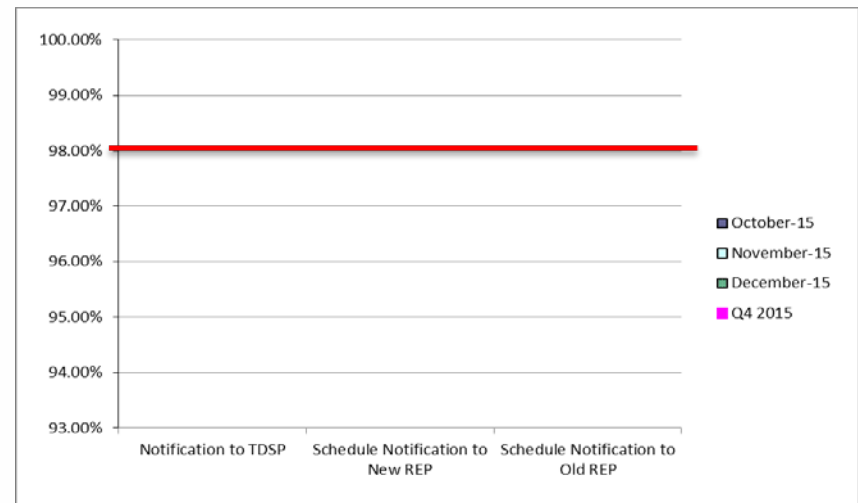 100.00%
99.00%
98.00%
97.00%
96.00%
95.00%
94.00%
93.00%
Notification to TDSP
Schedule Notification to
New REP
Schedule Notification to
Old REP
October-15
November-15
December-15
Q4 2015